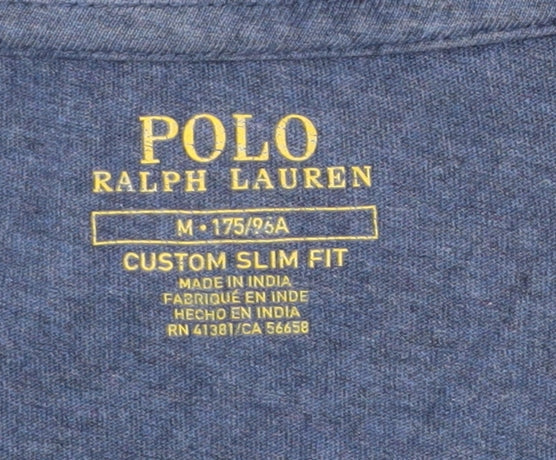 POLO
RALPH LAUREN
M • 175/96A
CUSTOM SLIM FIT
MADE IN INDIA
FABRIQUÉ EN INDE
HECHO EN INDIA
RN 41381/CA 56658